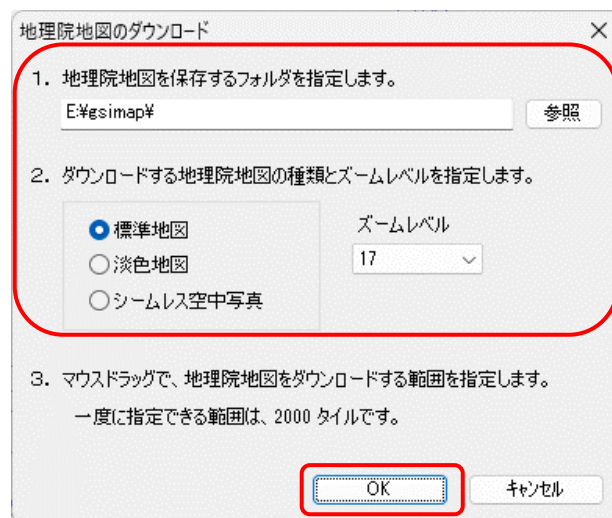 地理院地図のダウンロード
1. 地理院地図を保存するフォルダを指定します。
E:¥gsimap¥
参照
2. ダウンロードする地理院地図の種類とズームレベルを指定します。
標準地図
淡色地図
シームレス空中写真
ズームレベル
17
3. マウスドラッグで、地理院地図をダウンロードする範囲を指定します。
一度に指定できる範囲は、2000 タイルです。
OK
キャンセル